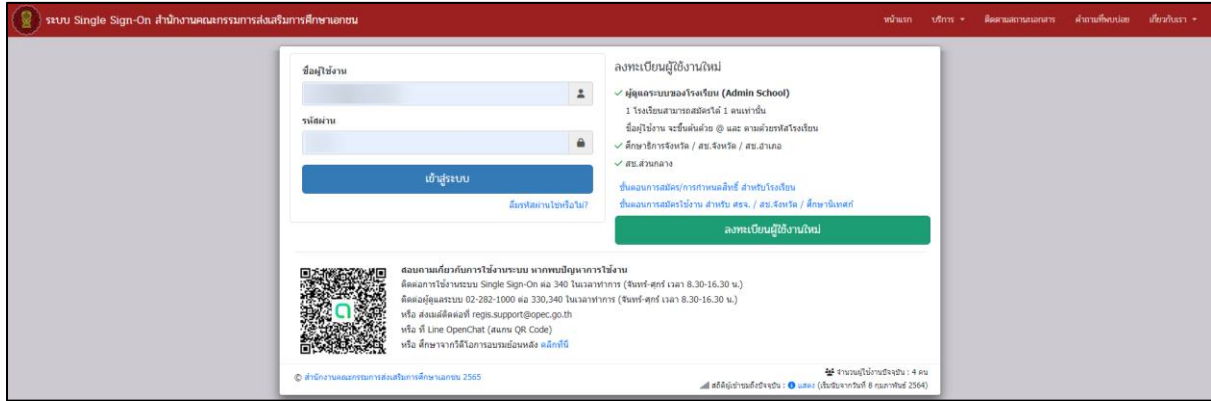 ระบบ Single Sign-On สำนักงานคณะกรรมการส่งเสริมการศึกษาเอกชน
หน้าแรก บริการ ติดตามสถานะเอกสาร คำถามที่พบบ่อย เกี่ยวกับเรา
ชื่อผู้ใช้งาน
รหัสผ่าน
เข้าสู่ระบบ
ลืมรหัสผ่านใช่หรือไม่?
ลงทะเบียนผู้ใช้งานใหม่
ผู้ดูแลระบบของโรงเรียน (Admin School)
1 โรงเรียนสามารถสมัครได้ 1 คนเท่านั้น
ชื่อผู้ใช้งาน จะขึ้นต้นด้วย @ และ ตามด้วยรหัสโรงเรียน
ศึกษาธิการจังหวัด / สช.จังหวัด / สช.อำเภอ
สช.ส่วนกลาง
ขั้นตอนการสมัคร/การกำหนดสิทธิ์ สำหรับโรงเรียน
ขั้นตอนการสมัครใช้งาน สำหรับ ศธจ. / สช.จังหวัด / ศึกษานิเทศก์
ลงทะเบียนผู้ใช้งานใหม่
สอบถามเกี่ยวกับการใช้งานระบบ หากพบปัญหาการใช้งาน
ติดต่อการใช้งานระบบ Single Sign-On ต่อ 340 ในเวลาทำการ (จันทร์-ศุกร์ เวลา 8.30-16.30 น.)
ติดต่อผู้ดูแลระบบ 02-282-1000 ต่อ 330,340 ในเวลาทำการ (จันทร์-ศุกร์ เวลา 8.30-16.30 น.)
หรือ ส่งเมล์ติดต่อที่ regis.support@opec.go.th
หรือ ที่ Line OpenChat (สแกน QR Code)
หรือ ศึกษาจากวิดีโอการอบรมย้อนหลัง คลิกที่นี่
© สำนักงานคณะกรรมการส่งเสริมการศึกษาเอกชน 2565
จำนวนผู้ใช้งานปัจจุบัน : 4 คน
สถิติผู้เข้าชมถึงปัจจุบัน : แสดง (เริ่มนับจากวันที่ 8 กุมภาพันธ์ 2564)